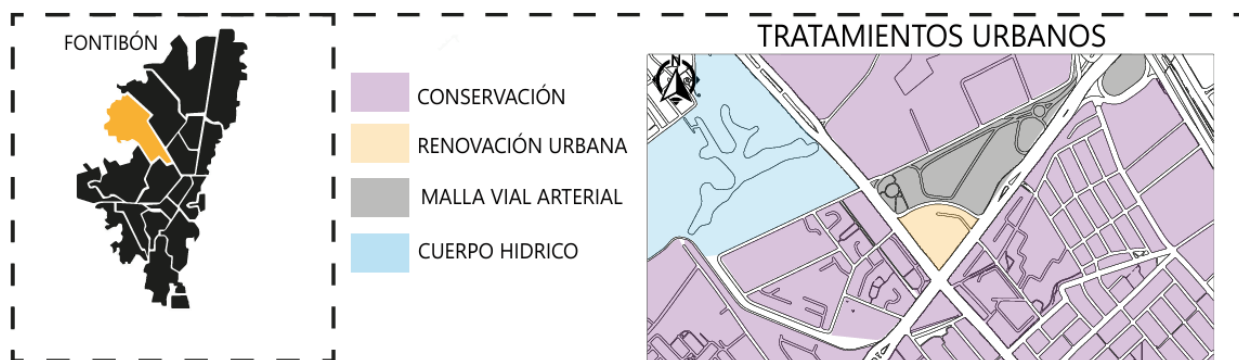 FONTIBÓN
CONSERVACIÓN
RENOVACIÓN URBANA
MALLA VIAL ARTERIAL
CUERPO HIDRICO
TRATAMIENTOS URBANOS
N